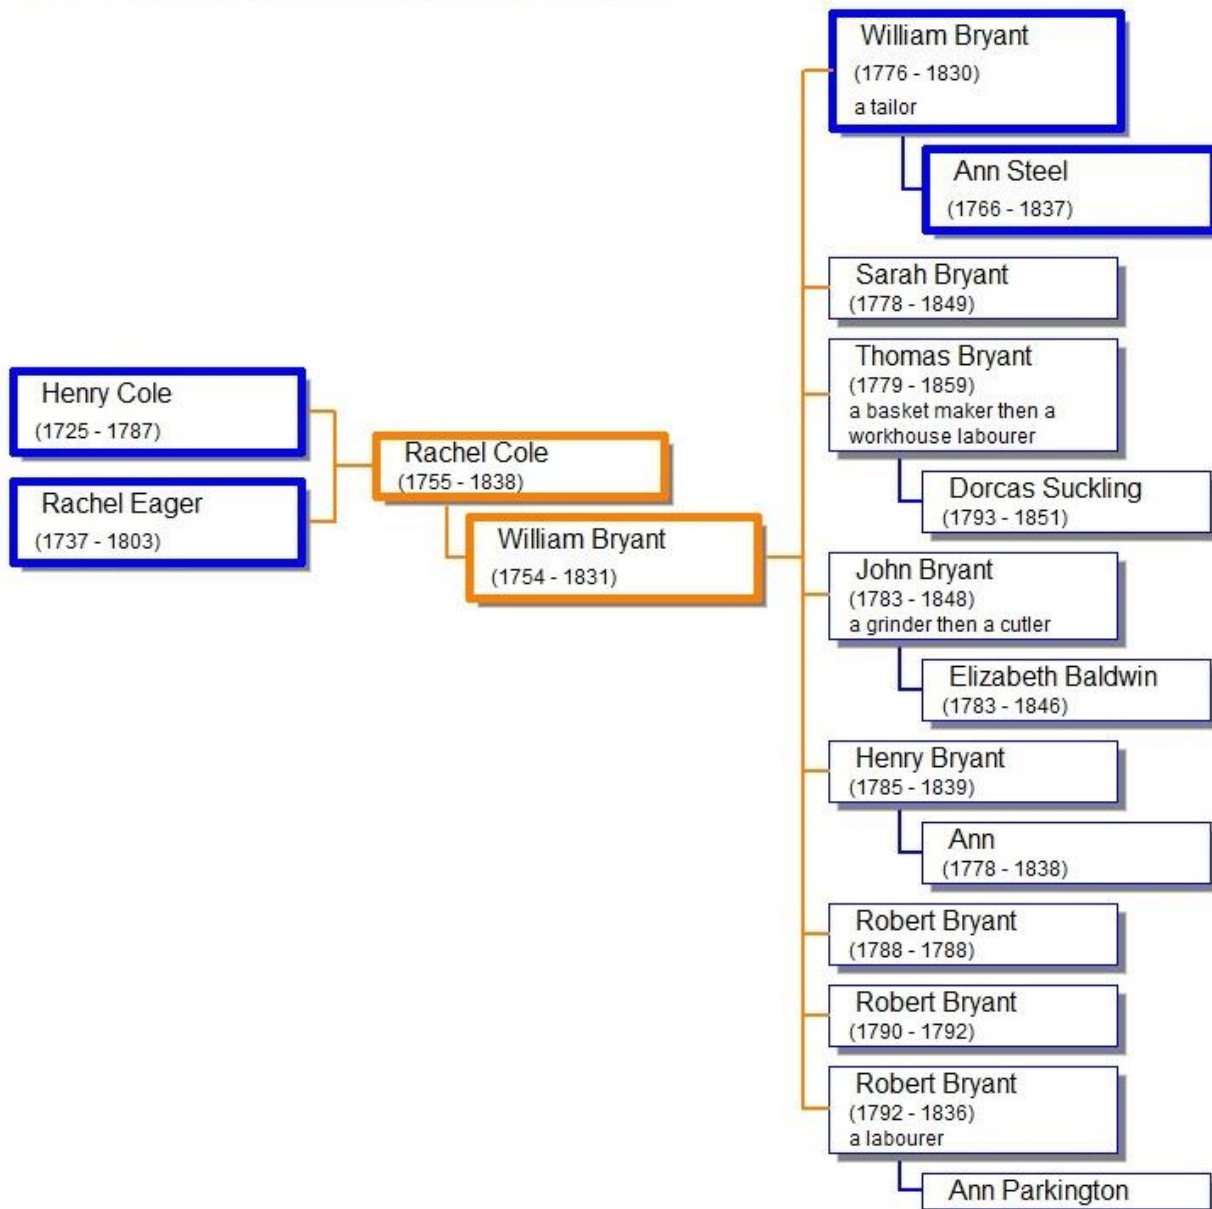 William Bryant
(1776 - 1830)
a tailor
Ann Steel
(1766 - 1837)
Sarah Bryant
(1778 - 1849)
Thomas Bryant
(1779 - 1859)
a basket maker then a
workhouse labourer
Dorcas Suckling
(1793 - 1851)
Henry Cole
(1725 - 1787)
Rachel Eager
(1737 - 1803)
Rachel Cole
(1755 - 1838)
William Bryant
(1754 - 1831)
John Bryant
(1783 - 1848)
a grinder then a cutler
Elizabeth Baldwin
(1783 - 1846)
Henry Bryant
(1785 - 1839)
Ann
(1778 - 1838)
Robert Bryant
(1788 - 1788)
Robert Bryant
(1790 - 1792)
Robert Bryant
(1792 - 1836)
a labourer
Ann Parkington